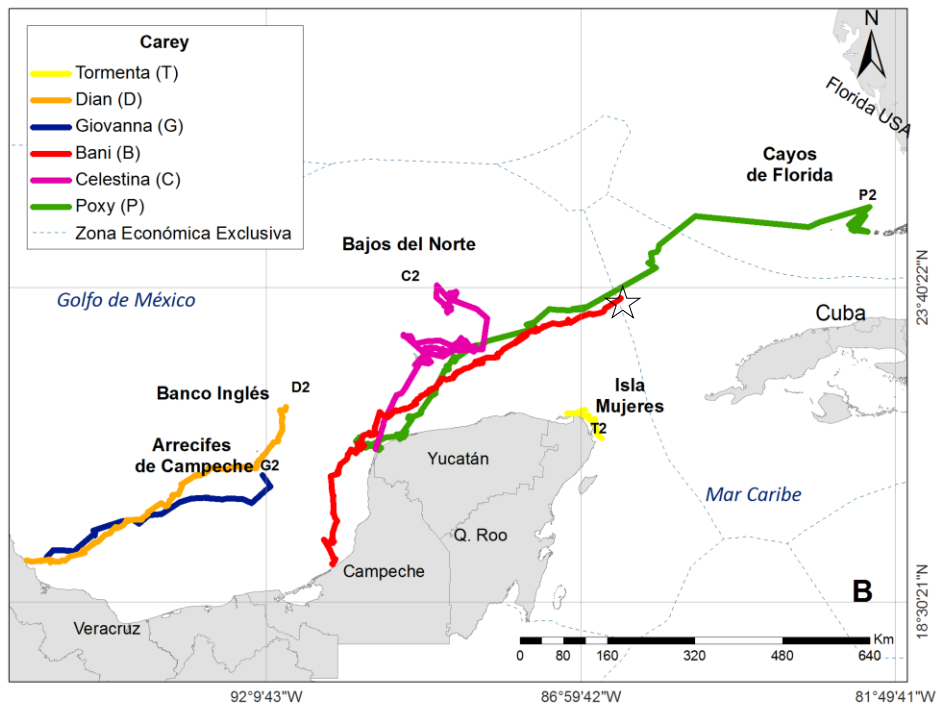 Carey
Tormenta (T)
Dian (D)
Giovanna (G)
Bani (B)
Celestina (C)
Poxy (P)
Zona Económica Exclusiva
N
Florida USA
Cayos
de Florida
P2
Bajos del Norte
C2
Golfo de México
23°40'22"N
Cuba
Banco Inglés
D2
Isla
Mujeres
T2
Arrecifes
de Campeche
G2
Yucatán
Mar Caribe
Q. Roo
Campeche
B
18°30'21"N
Veracruz
Km
0 80 160 320 480 640
92°9'43"W
86°59'42"W
81°49'41"W